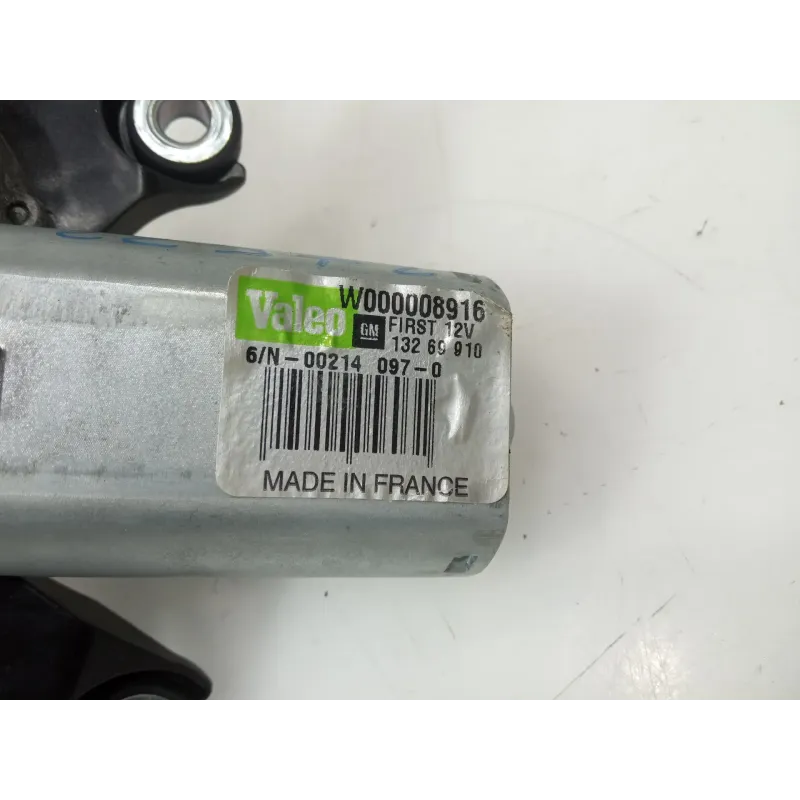 Valeo
W000008916
GM
FIRST 12V
132 69 910
6/N-00214 097-0
MADE IN FRANCE